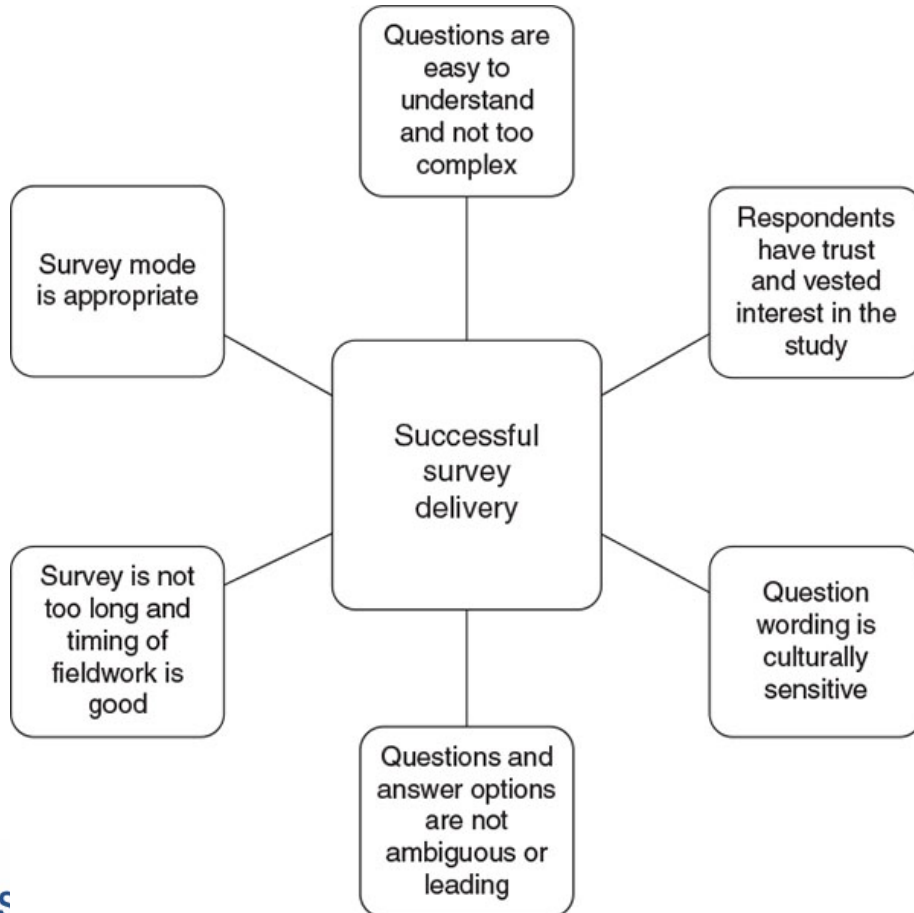 Questions are
easy to
understand
and not too
complex
Survey mode
is appropriate
Respondents
have trust
and vested
interest in the
study
Successful
survey
delivery
Survey is not
too long and
timing of
fieldwork is
good
Question
wording is
culturally
sensitive
Questions and
answer options
are not
ambiguous or
leading